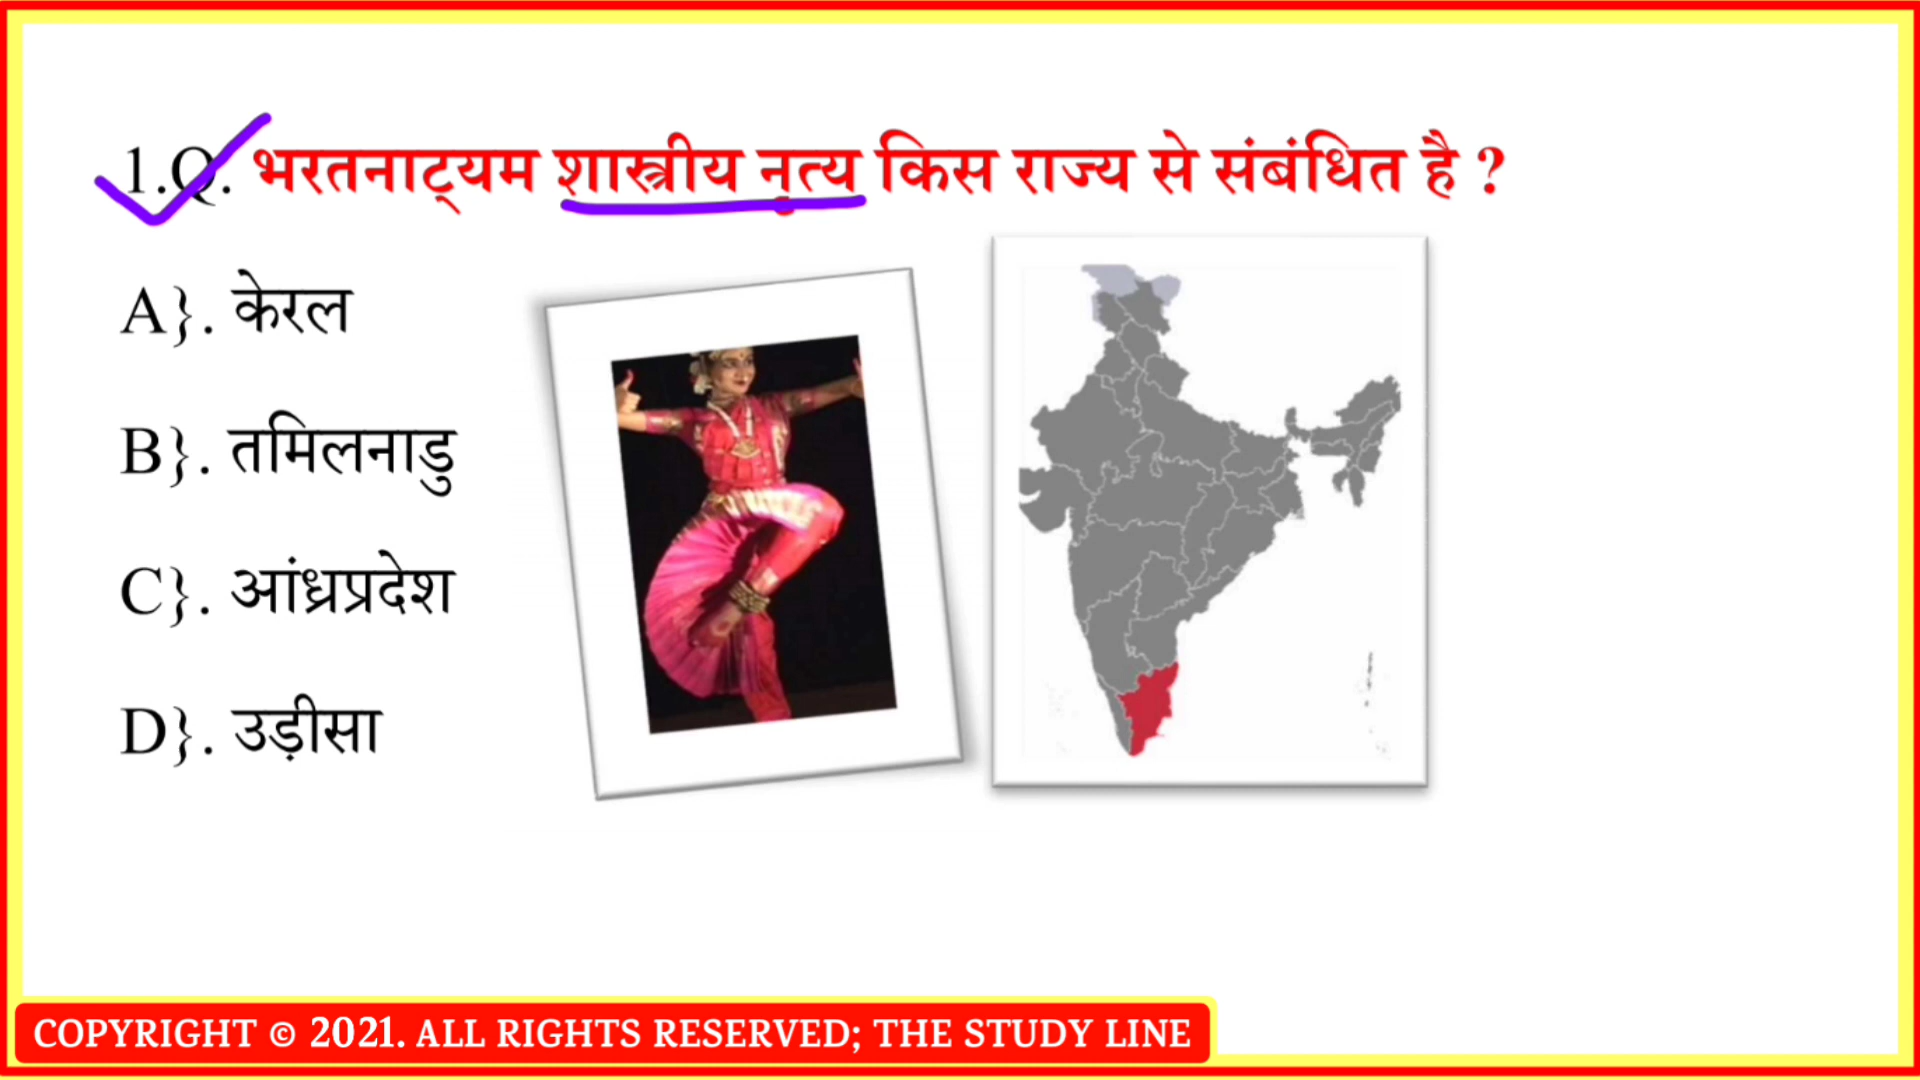 1.Q. भरतनाट्यम शास्त्रीय नृत्य किस राज्य से संबंधित है ?
A}. केरल
B}. तमिलनाडु
C}. आंध्रप्रदेश
D}. उड़ीसा
COPYRIGHT © 2021. ALL RIGHTS RESERVED; THE STUDY LINE